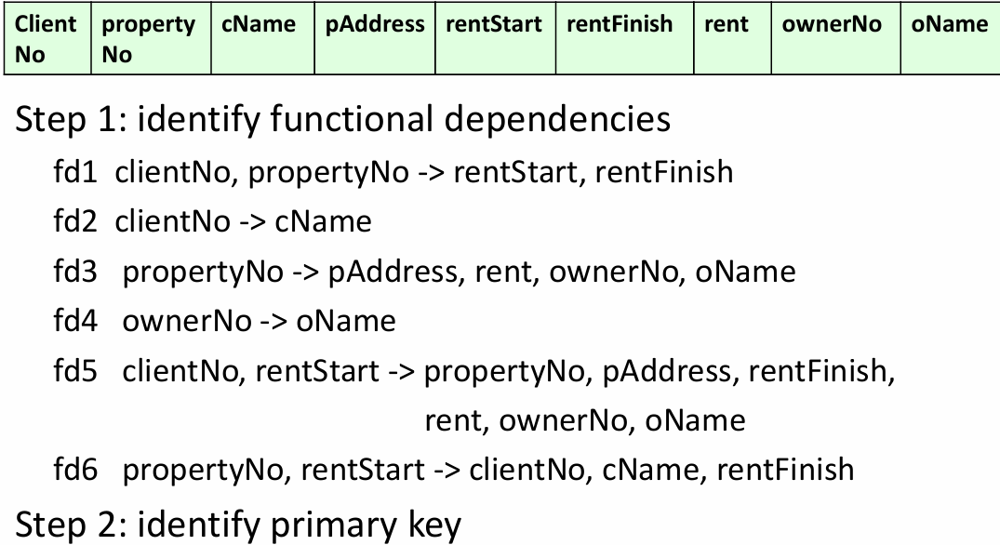 Client No property No cName pAddress rentStart rentFinish rent ownerNo oName
Step 1: identify functional dependencies
fd1 clientNo, propertyNo -> rentStart, rentFinish
fd2 clientNo -> cName
fd3 propertyNo -> pAddress, rent, ownerNo, oName
fd4 ownerNo -> oName
fd5 clientNo, rentStart -> propertyNo, pAddress, rentFinish,
rent, ownerNo, oName
fd6 propertyNo, rentStart -> clientNo, cName, rentFinish
Step 2: identify primary key